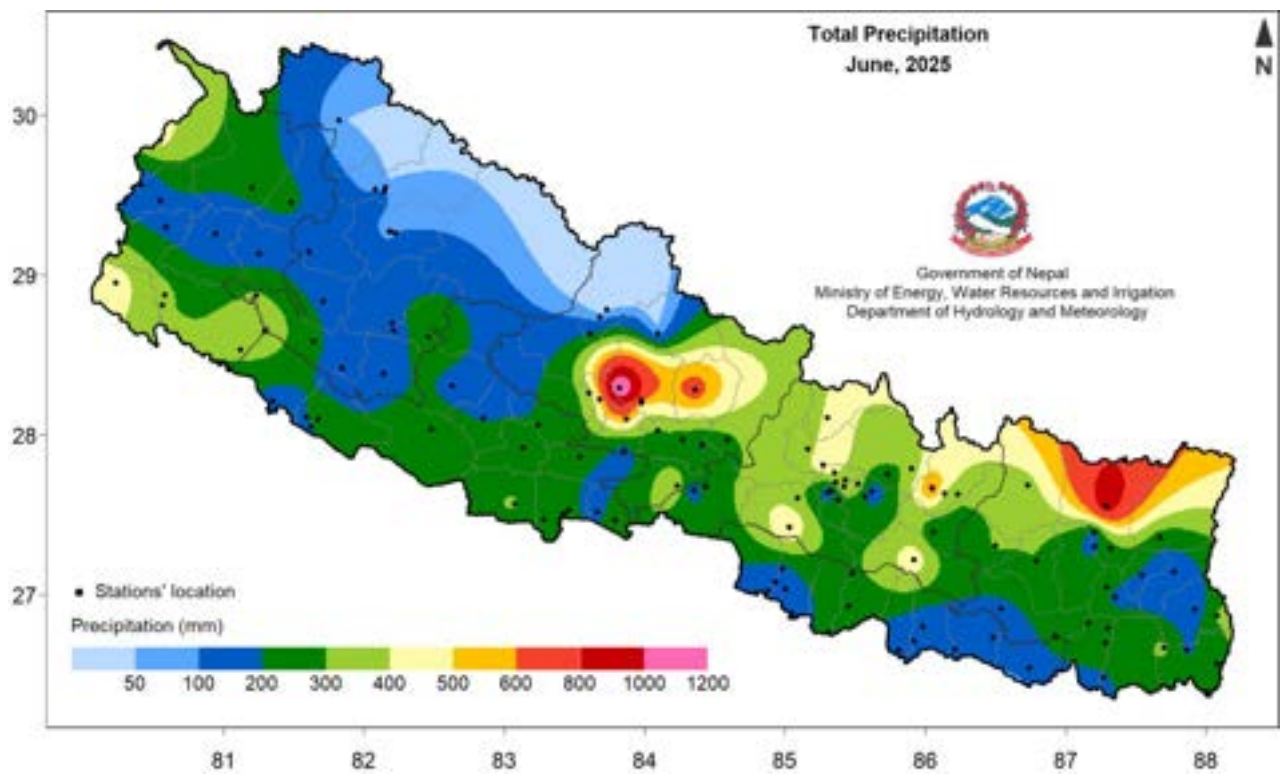 Total Precipitation
June, 2025
N
30
29
28
27
Government of Nepal
Ministry of Energy, Water Resources and Irrigation
Department of Hydrology and Meteorology
Stations' location
Precipitation (mm)
50 100 200 300 400 500 600 800 1000 1200
81 82 83 84 85 86 87 88